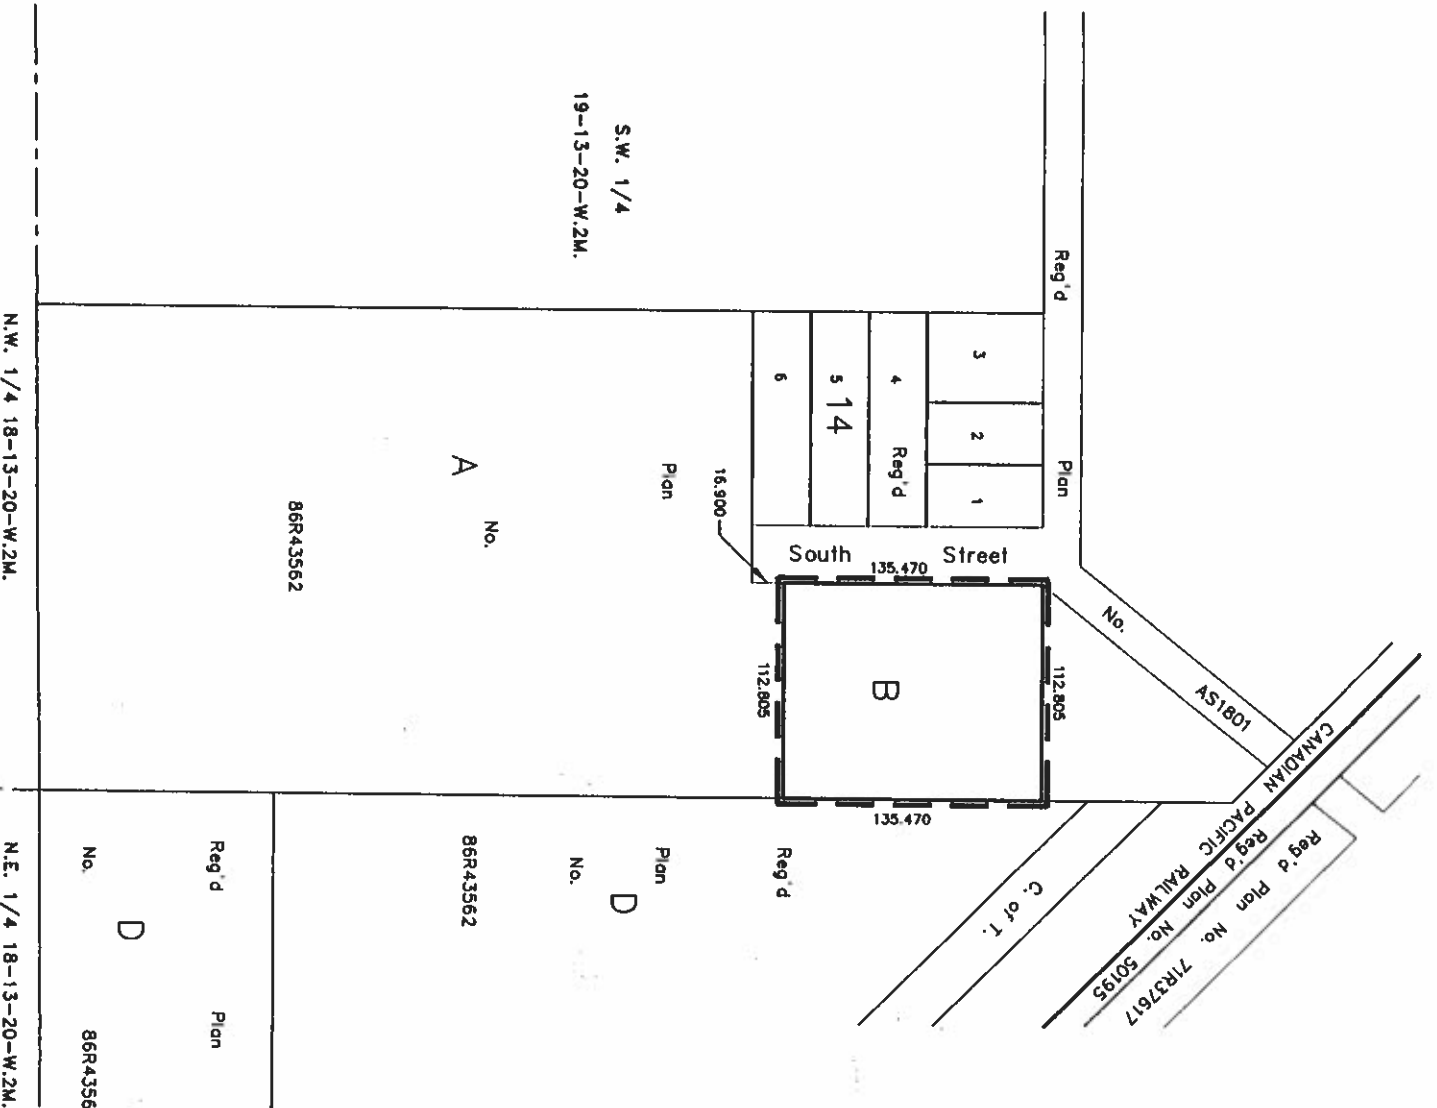 S.W. 1/4
19-13-20-W.2M.
Reg'd
Plan
No.
AS1801
CANADIAN PACIFIC RAILWAY
Reg'd Plan No. 50195
Reg'd Plan No. 71R37617
C. of T.
3
2
1
4
Reg'd
5
14
6
South Street
16.900
135.470
112.805
B
112.805
135.470
Plan
A
No.
86R43562
Reg'd
Plan
D
No.
86R43562
Reg'd Plan
D
No. 86R4356
N.W. 1/4 18-13-20-W.2M.
N.E. 1/4 18-13-20-W.2M.